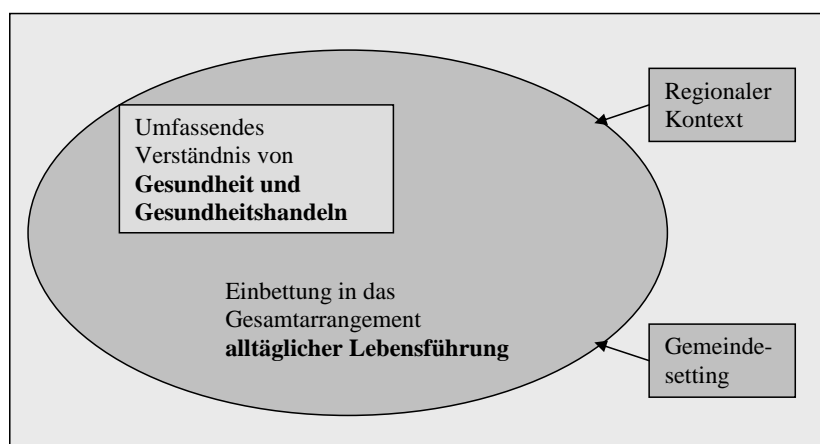 Umfassendes
Verständnis von
Gesundheit und
Gesundheitshandeln
Einbettung in das
Gesamtarrangement
alltäglicher Lebensführung
Regionaler
Kontext
Gemeinde-
setting